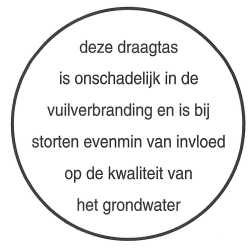 deze draagtas
is onschadelijk in de
vuilverbranding en is bij
storten evenmin van invloed
op de kwaliteit van
het grondwater